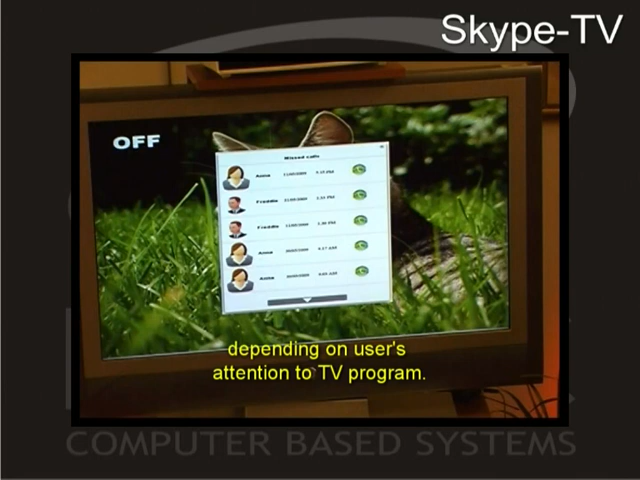 Skype-TV
OFF
Missed calls
Anna
Freddie
Freddie
Anna
Anna
depending on user's
attention to TV program.
COMPUTER BASED SYSTEMS